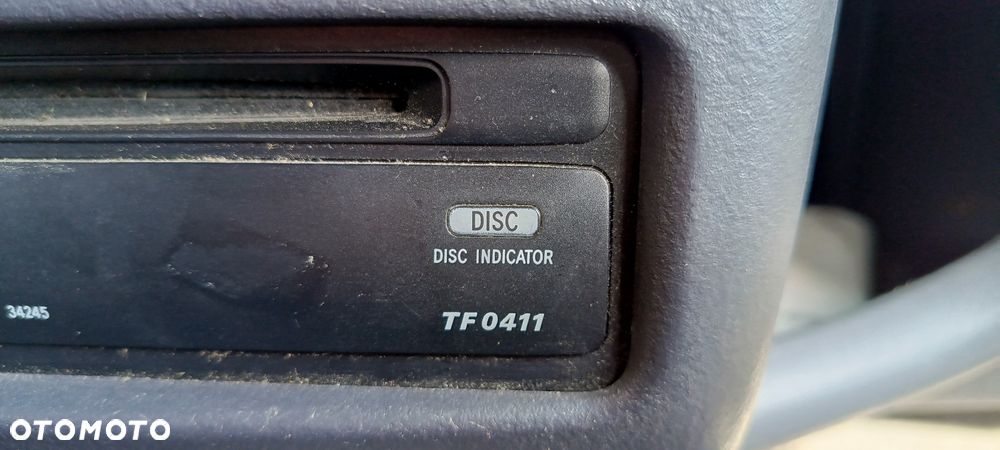 DISC
DISC INDICATOR
34245
TF0411
OTOMOTO